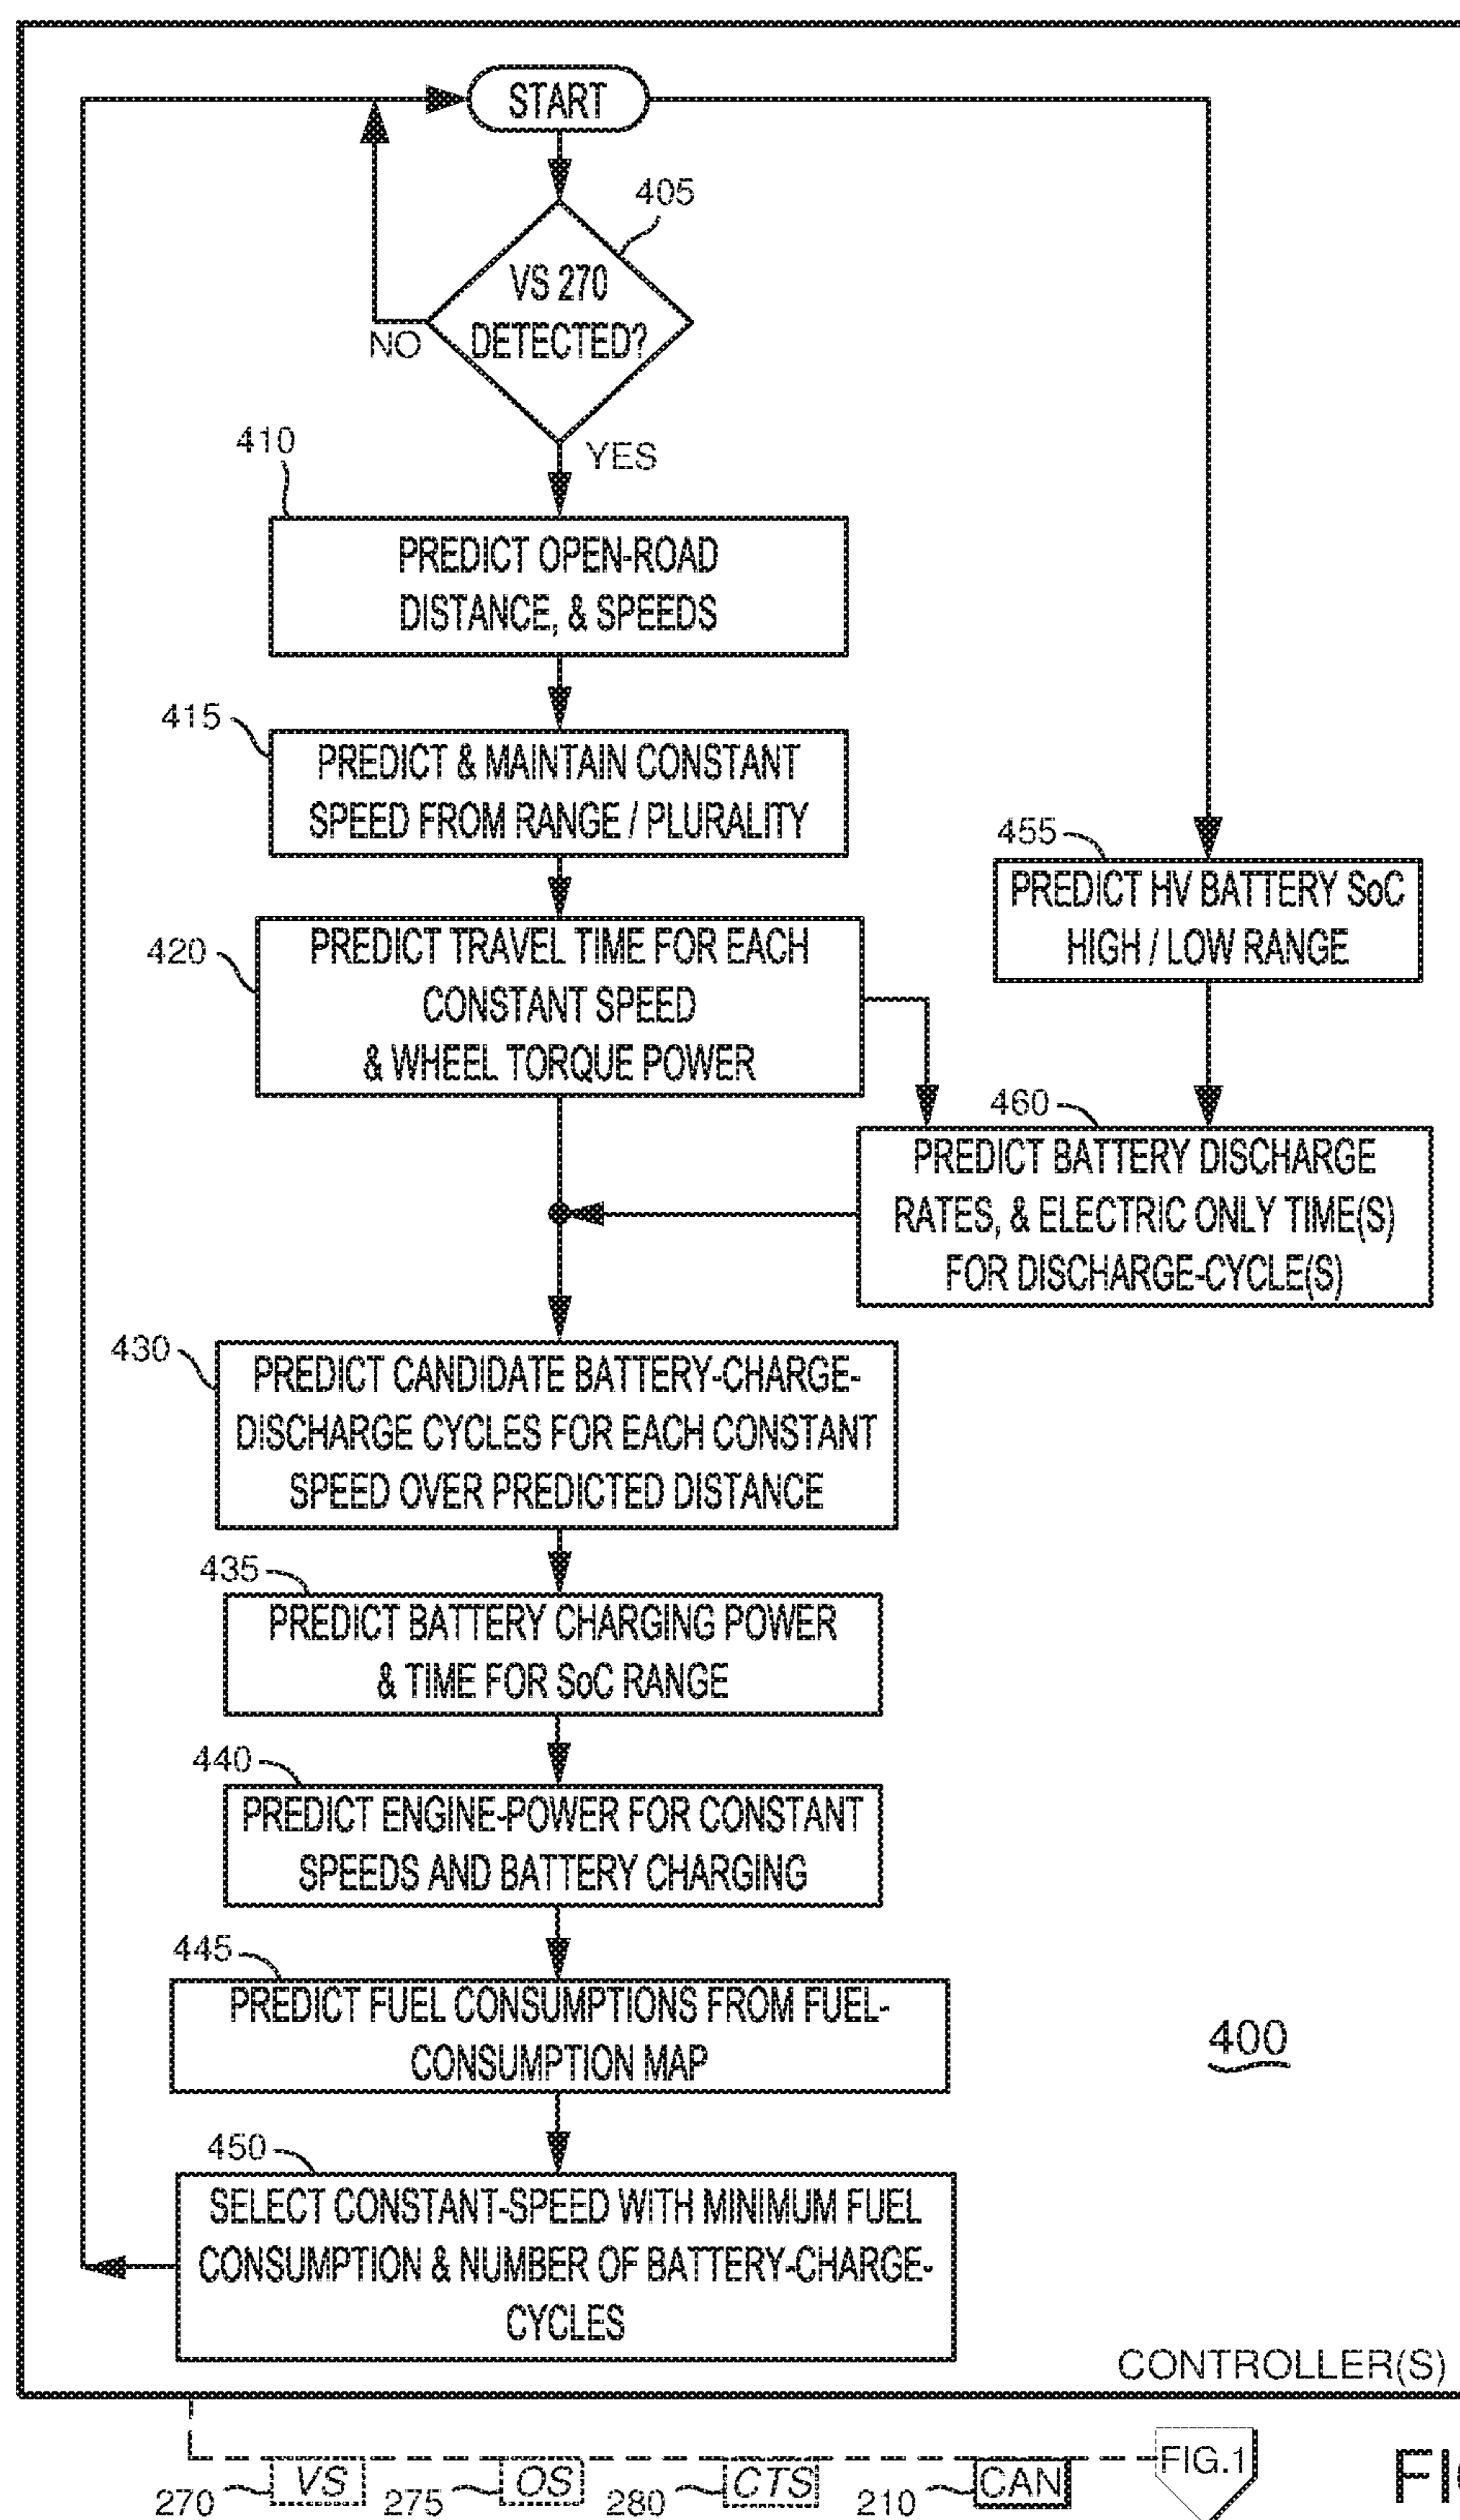 START
405
VS 270
DETECTED?
NO
YES
410
PREDICT OPEN-ROAD
DISTANCE, & SPEEDS
415
PREDICT & MAINTAIN CONSTANT
SPEED FROM RANGE / PLURALITY
455
PREDICT HV BATTERY SoC
HIGH / LOW RANGE
420
PREDICT TRAVEL TIME FOR EACH
CONSTANT SPEED
& WHEEL TORQUE POWER
460
PREDICT BATTERY DISCHARGE
RATES, & ELECTRIC ONLY TIME(S)
FOR DISCHARGE-CYCLE(S)
430
PREDICT CANDIDATE BATTERY-CHARGE-
DISCHARGE CYCLES FOR EACH CONSTANT
SPEED OVER PREDICTED DISTANCE
435
PREDICT BATTERY CHARGING POWER
& TIME FOR SoC RANGE
440
PREDICT ENGINE-POWER FOR CONSTANT
SPEEDS AND BATTERY CHARGING
445
PREDICT FUEL CONSUMPTIONS FROM FUEL-
CONSUMPTION MAP
400
450
SELECT CONSTANT-SPEED WITH MINIMUM FUEL
CONSUMPTION & NUMBER OF BATTERY-CHARGE-
CYCLES
CONTROLLER(S)
270 VS 275 OS 280 CTS 210 CAN FIG.1